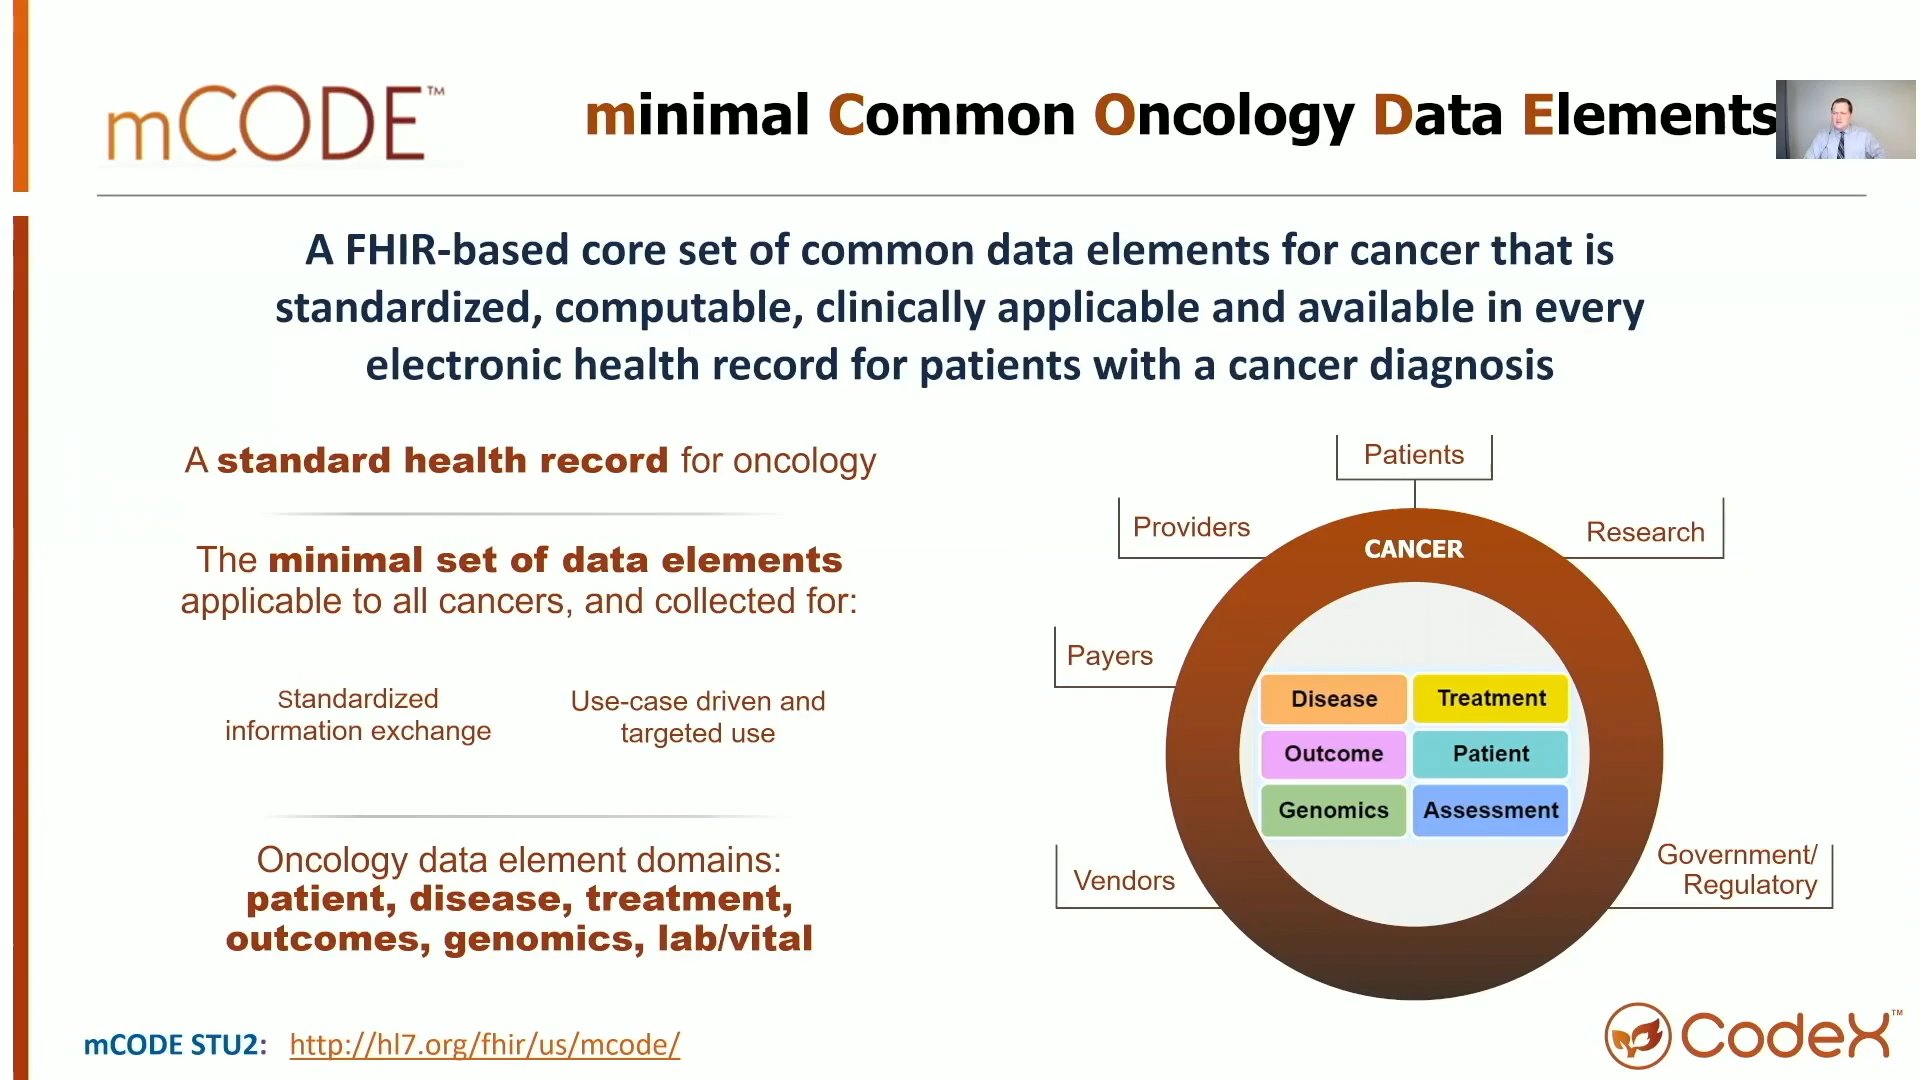 mCODE™
minimal Common Oncology Data Elements
A FHIR-based core set of common data elements for cancer that is
standardized, computable, clinically applicable and available in every
electronic health record for patients with a cancer diagnosis
A standard health record for oncology
The minimal set of data elements
applicable to all cancers, and collected for:
Standardized
information exchange
Use-case driven and
targeted use
Oncology data element domains:
patient, disease, treatment,
outcomes, genomics, lab/vital
Patients
Providers
Research
CANCER
Payers
Disease
Treatment
Outcome
Patient
Genomics
Assessment
Vendors
Government/
Regulatory
mCODE STU2: http://hl7.org/fhir/us/mcode/
CodeX™